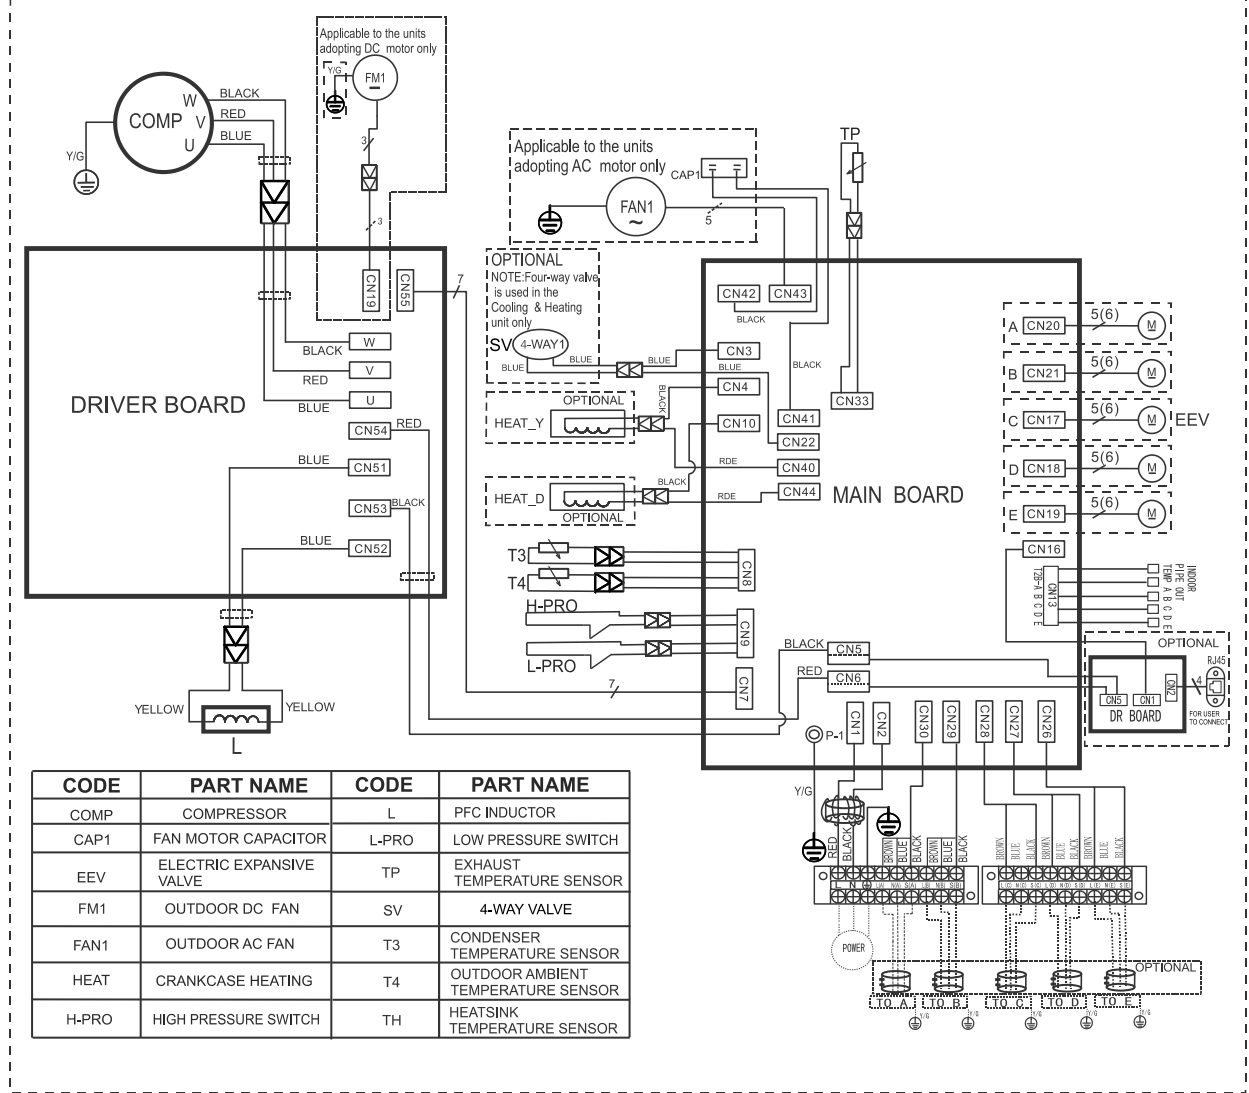 Applicable to the units
adopting DC motor only
Y/G
FM1
3
3
COMP
W
V
U
BLACK
RED
BLUE
Y/G
Applicable to the units
adopting AC motor only
CAP1
FAN1
~
5
TP
DRIVER BOARD
CN19
CN55
7
BLACK
W
RED
V
BLUE
U
CN54
RED
BLUE
CN51
CN53
BLACK
BLUE
CN52
YELLOW
YELLOW
L
OPTIONAL
NOTE:Four-way valve
is used in the
Cooling & Heating
unit only
SV
4-WAY1
BLUE
BLUE
BLUE
BLUE
OPTIONAL
HEAT_Y
BLACK
RDE
HEAT_D
OPTIONAL
BLACK
RDE
T3
T4
H-PRO
L-PRO
7
MAIN BOARD
CN42
CN43
BLACK
CN3
CN4
CN10
BLACK
CN41
CN22
CN40
CN44
CN33
CN8
CN9
CN7
A CN20 5(6) M
B CN21 5(6) M
C CN17 5(6) M
EEV
D CN18 5(6) M
E CN19 5(6) M
CN16
CN13
T2B-A B C D E
INDOOR
PIPE OUT
TEMP A B C D E
BLACK
CN5
RED
CN6
OPTIONAL
CN5
CN1
CN2
DR BOARD
4
RJ45
FOR USER
TO CONNECT
P-1
CN1
CN2
CN30
CN29
CN28
CN27
CN26
Y/G
RED
BLACK
BROWN
BLUE
BLACK
BROWN
BLUE
BLACK
BROWN
BLUE
BLACK
BROWN
BLUE
BLACK
BROWN
BLUE
BLACK
L N L(A) N(A) S(A) L(B) N(B) S(B)
L(C) N(C) S(C) L(D) N(D) S(D) L(E) N(E) S(E)
POWER
OPTIONAL
TO A
TO B
TO C
TO D
TO E
Y/G
Y/G
Y/G
Y/G
Y/G
CODE PART NAME CODE PART NAME
COMP COMPRESSOR L PFC INDUCTOR
CAP1 FAN MOTOR CAPACITOR L-PRO LOW PRESSURE SWITCH
EEV ELECTRIC EXPANSIVE VALVE TP EXHAUST TEMPERATURE SENSOR
FM1 OUTDOOR DC FAN SV 4-WAY VALVE
FAN1 OUTDOOR AC FAN T3 CONDENSER TEMPERATURE SENSOR
HEAT CRANKCASE HEATING T4 OUTDOOR AMBIENT TEMPERATURE SENSOR
H-PRO HIGH PRESSURE SWITCH TH HEATSINK TEMPERATURE SENSOR